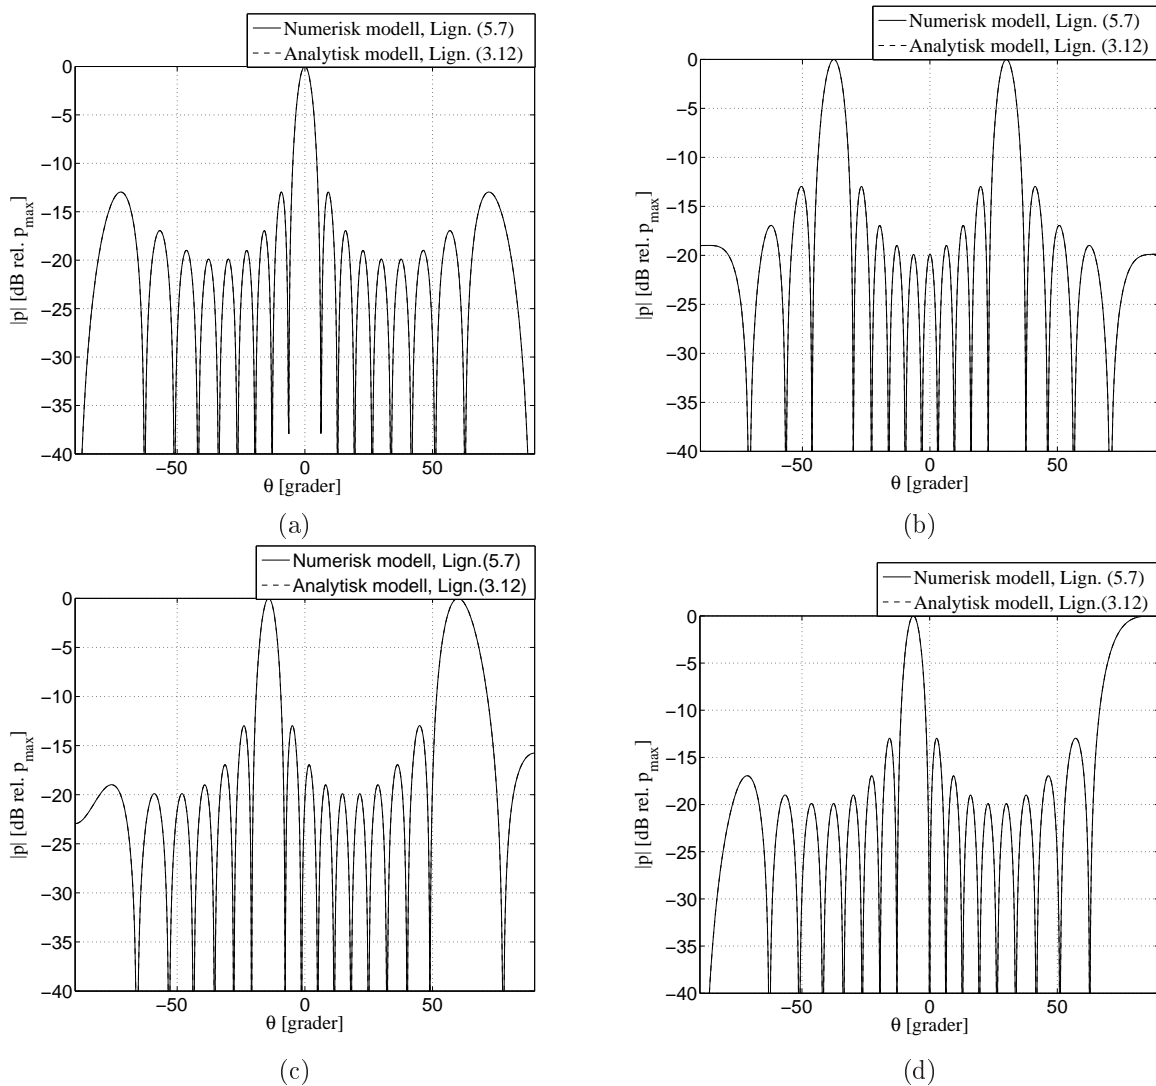 Numerisk modell, Lign. (5.7)
Analytisk modell, Lign. (3.12)
0
−5
−10
−15
−20
−25
−30
−35
−40
|p| [dB rel. p_max]
−50
0
50
θ [grader]
(a)
Numerisk modell, Lign. (5.7)
Analytisk modell, Lign. (3.12)
0
−5
−10
−15
−20
−25
−30
−35
−40
|p| [dB rel. p_max]
−50
0
50
θ [grader]
(b)
Numerisk modell, Lign.(5.7)
Analytisk modell, Lign.(3.12)
0
−5
−10
−15
−20
−25
−30
−35
−40
|p| [dB rel. p_max]
−50
0
50
θ [grader]
(c)
Numerisk modell, Lign. (5.7)
Analytisk modell, Lign.(3.12)
0
−5
−10
−15
−20
−25
−30
−35
−40
|p| [dB rel. p_max]
−50
0
50
θ [grader]
(d)